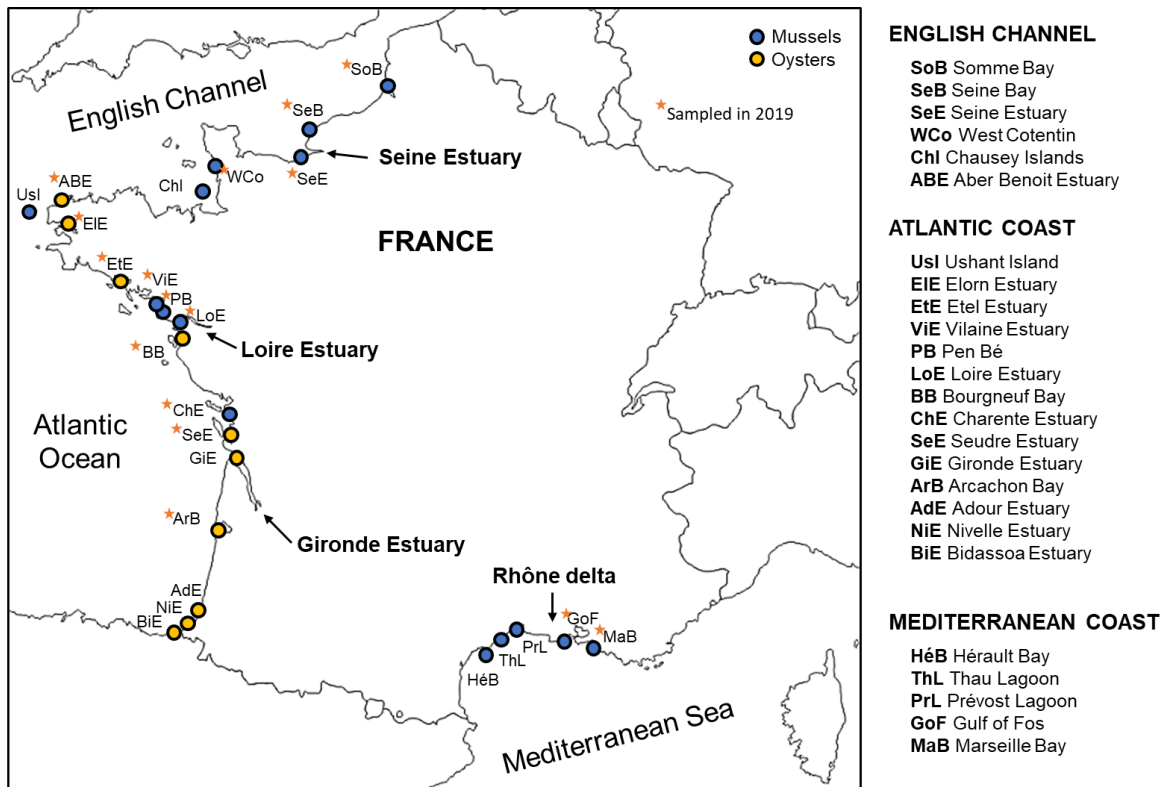 Mussels
Oysters
SoB
English Channel
SeB
Sampled in 2019
Seine Estuary
ABE
WCo
SeE
UsI
ChI
ElE
FRANCE
EtE
ViE
PB
LoE
BB
Loire Estuary
ChE
Atlantic
Ocean
SeE
GiE
ArB
Gironde Estuary
Rhône delta
AdE
NiE
BiE
GoF
MaB
PrL
ThL
HéB
Mediterranean Sea
ENGLISH CHANNEL
SoB Somme Bay
SeB Seine Bay
SeE Seine Estuary
WCo West Cotentin
ChI Chausey Islands
ABE Aber Benoit Estuary
ATLANTIC COAST
UsI Ushant Island
ElE Elorn Estuary
EtE Etel Estuary
ViE Vilaine Estuary
PB Pen Bé
LoE Loire Estuary
BB Bourgneuf Bay
ChE Charente Estuary
SeE Seudre Estuary
GiE Gironde Estuary
ArB Arcachon Bay
AdE Adour Estuary
NiE Nivelle Estuary
BiE Bidassoa Estuary
MEDITERRANEAN COAST
HéB Hérault Bay
ThL Thau Lagoon
PrL Prévost Lagoon
GoF Gulf of Fos
MaB Marseille Bay